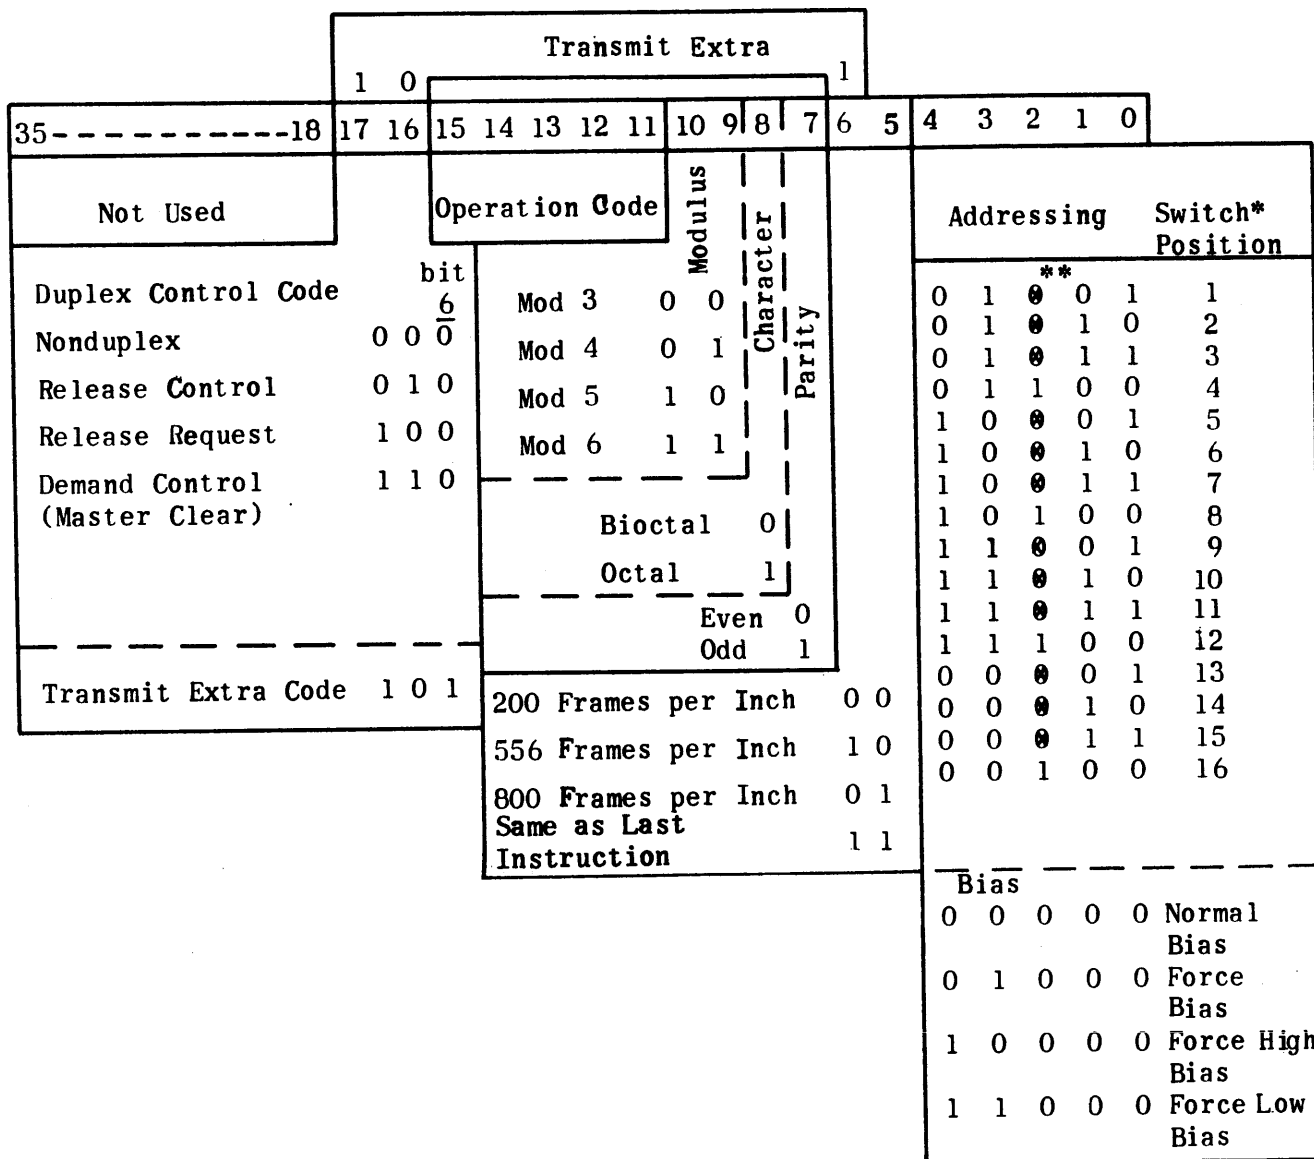 Transmit Extra
1 0 1
35-----------18 17 16 15 14 13 12 11 10 9 8 7 6 5 4 3 2 1 0
Not Used
Operation Code
Modulus
Character
Parity
Addressing Switch*
Position
**
bit
Duplex Control Code 6
Nonduplex 0 0 0
Release Control 0 1 0
Release Request 1 0 0
Demand Control 1 1 0
(Master Clear)
Transmit Extra Code 1 0 1
Mod 3 0 0
Mod 4 0 1
Mod 5 1 0
Mod 6 1 1
Bioctal 0
Octal 1
Even 0
Odd 1
200 Frames per Inch 0 0
556 Frames per Inch 1 0
800 Frames per Inch 0 1
Same as Last
Instruction 1 1
0 1 0 0 1 1
0 1 0 1 0 2
0 1 0 1 1 3
0 1 1 0 0 4
1 0 0 0 1 5
1 0 0 1 0 6
1 0 0 1 1 7
1 0 1 0 0 8
1 1 0 0 1 9
1 1 0 1 0 10
1 1 0 1 1 11
1 1 1 0 0 12
0 0 0 0 1 13
0 0 0 1 0 14
0 0 0 1 1 15
0 0 1 0 0 16
Bias
0 0 0 0 0 Normal
Bias
0 1 0 0 0 Force
Bias
1 0 0 0 0 Force High
Bias
1 1 0 0 0 Force Low
Bias